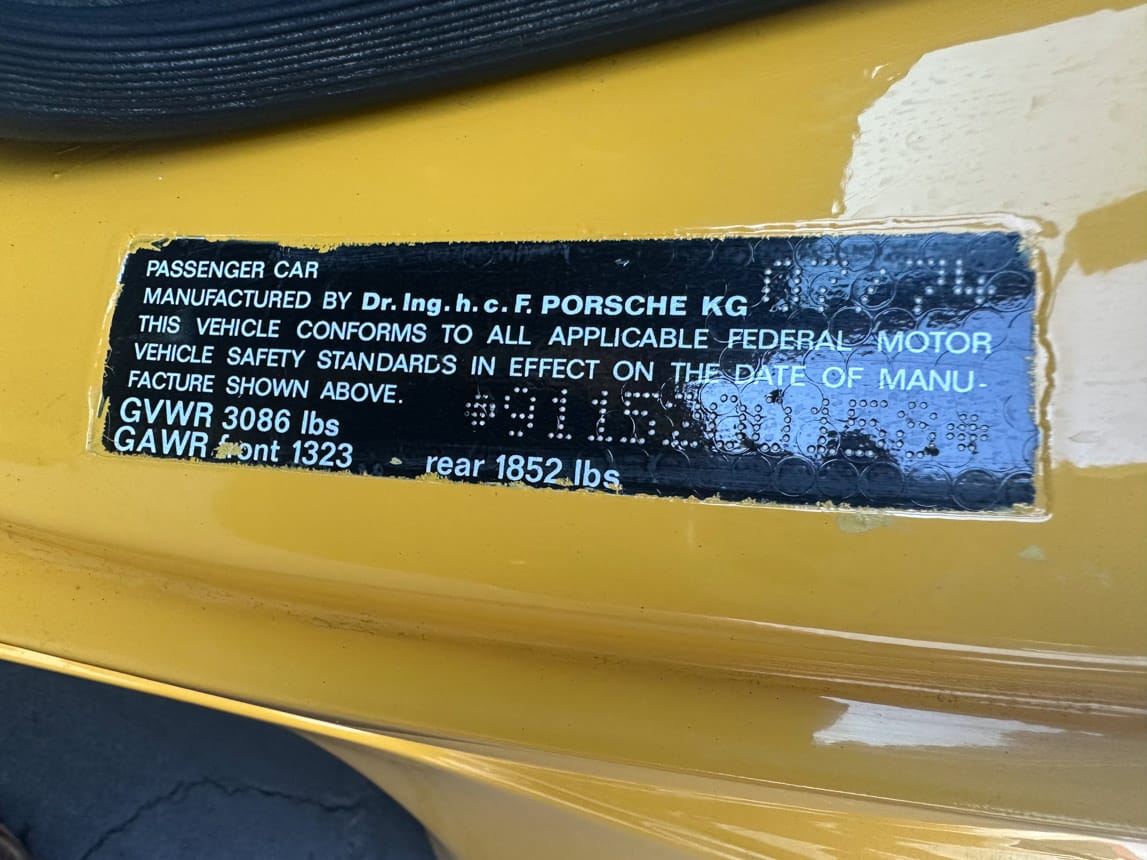 PASSENGER CAR
MANUFACTURED BY Dr.Ing.h.c.F. PORSCHE KG 74
THIS VEHICLE CONFORMS TO ALL APPLICABLE FEDERAL MOTOR
VEHICLE SAFETY STANDARDS IN EFFECT ON THE DATE OF MANU-
FACTURE SHOWN ABOVE.
GVWR 3086 lbs
GAWR front 1323 rear 1852 lbs